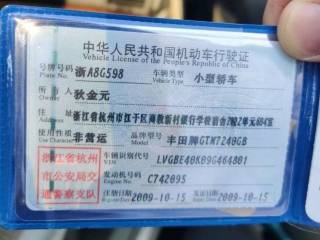 中华人民共和国机动车行驶证
Vehicle License of the People's Republic of China
号牌号码 浙A8G598 车辆类型 小型轿车
Plate No. Vehicle Type
所有人 狄金元
住址 浙江省杭州市江干区
使用性质 非营运 品牌型号 丰田牌GTM7240GB
Use Character
浙江省杭州
市公安局交
通警察支队
车辆识别代号 LVGBE40K09G464801
VIN
发动机号码 C742095
Engine No.
注册日期 2009-10-15 发证日期 2009-10-15